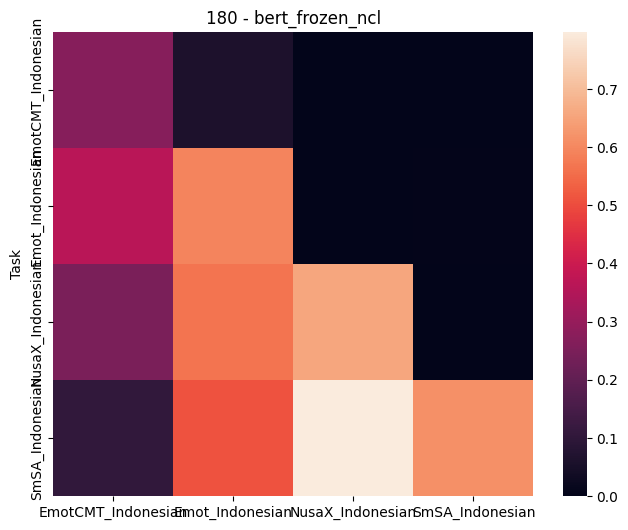 180 - bert_frozen_ncl
Task
EmotCMT_Indonesian
Emot_Indonesian
NusaX_Indonesian
SmSA_Indonesian
EmotCMT_Indonesian
Emot_Indonesian
NusaX_Indonesian
SmSA_Indonesian
0.7
0.6
0.5
0.4
0.3
0.2
0.1
0.0